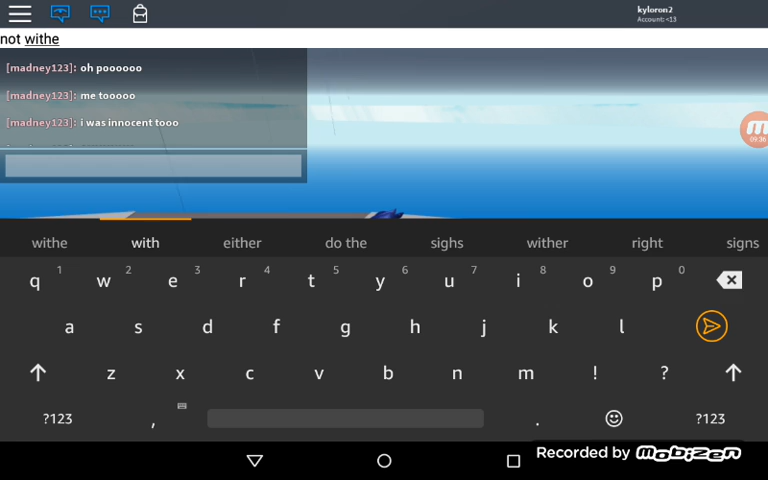 kyloron2
Account: <13
not withe
[madney123]: oh poooooo
[madney123]: me tooooo
[madney123]: i was innocent tooo
09:36
withe with either do the sighs wither right signs
1 2 3 4 5 6 7 8 9 0
q w e r t y u i o p
a s d f g h j k l
z x c v b n m ! ?
?123 , . ?123
Recorded by mobizen